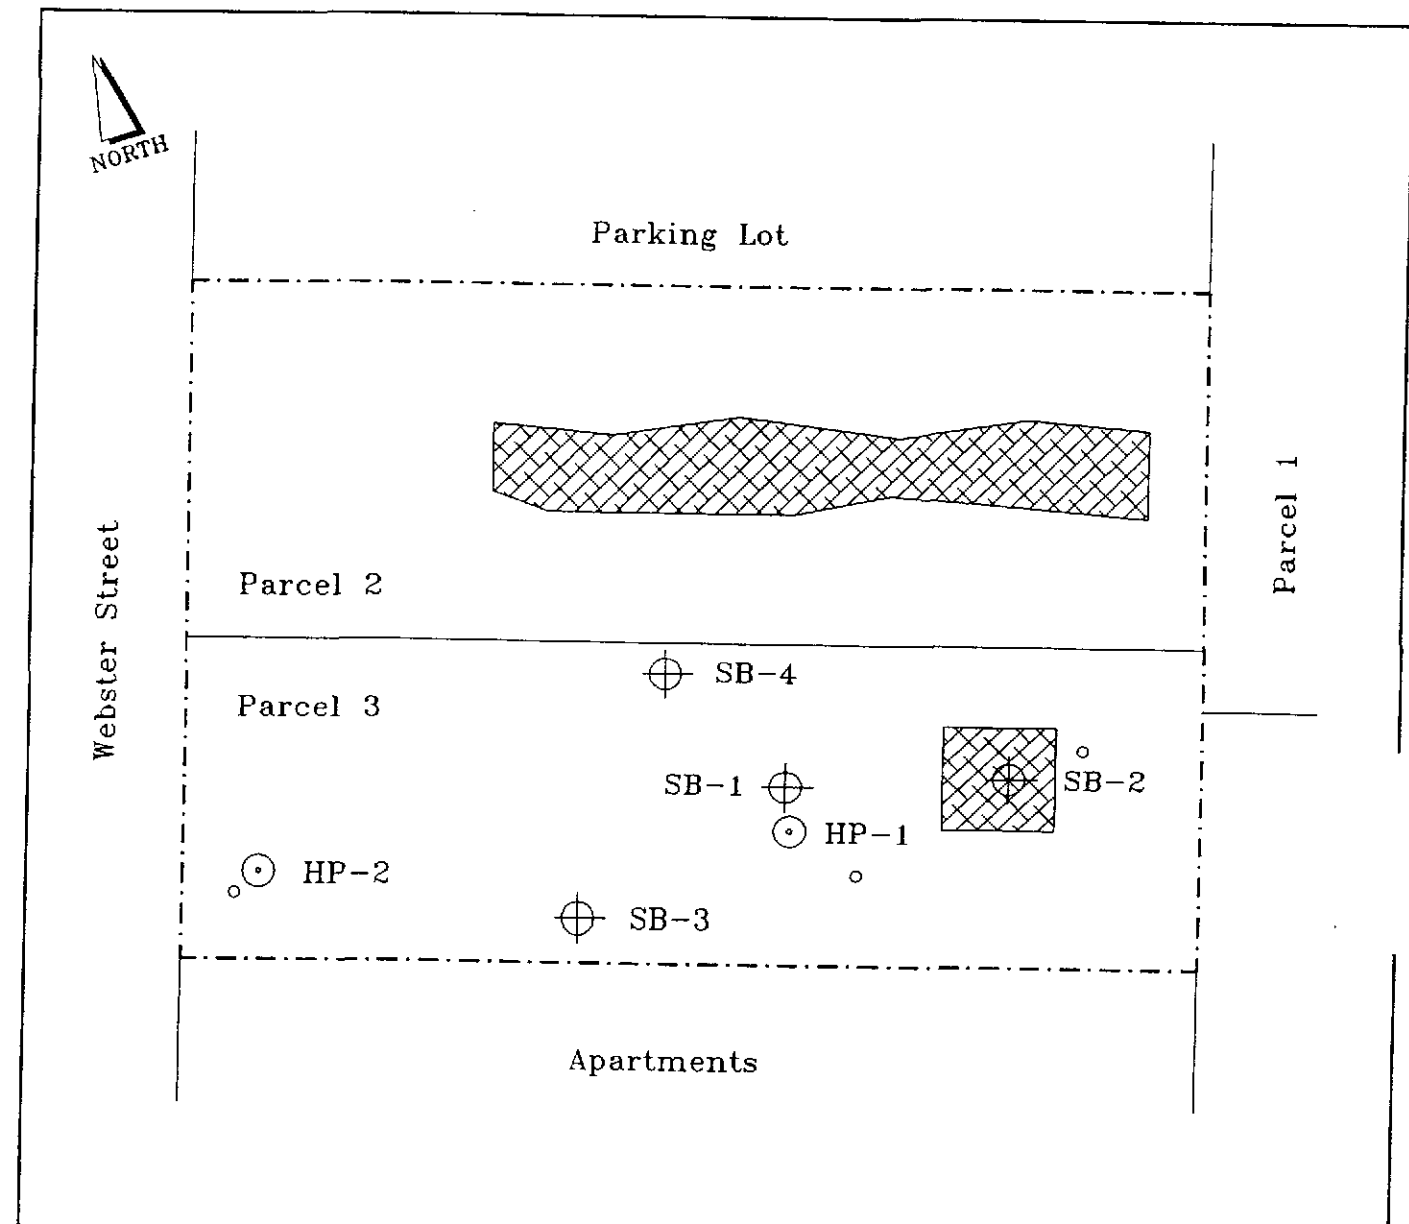 NORTH
Parking Lot
Parcel 1
Webster Street
Parcel 2
SB-4
Parcel 3
SB-1
SB-2
HP-1
HP-2
SB-3
Apartments